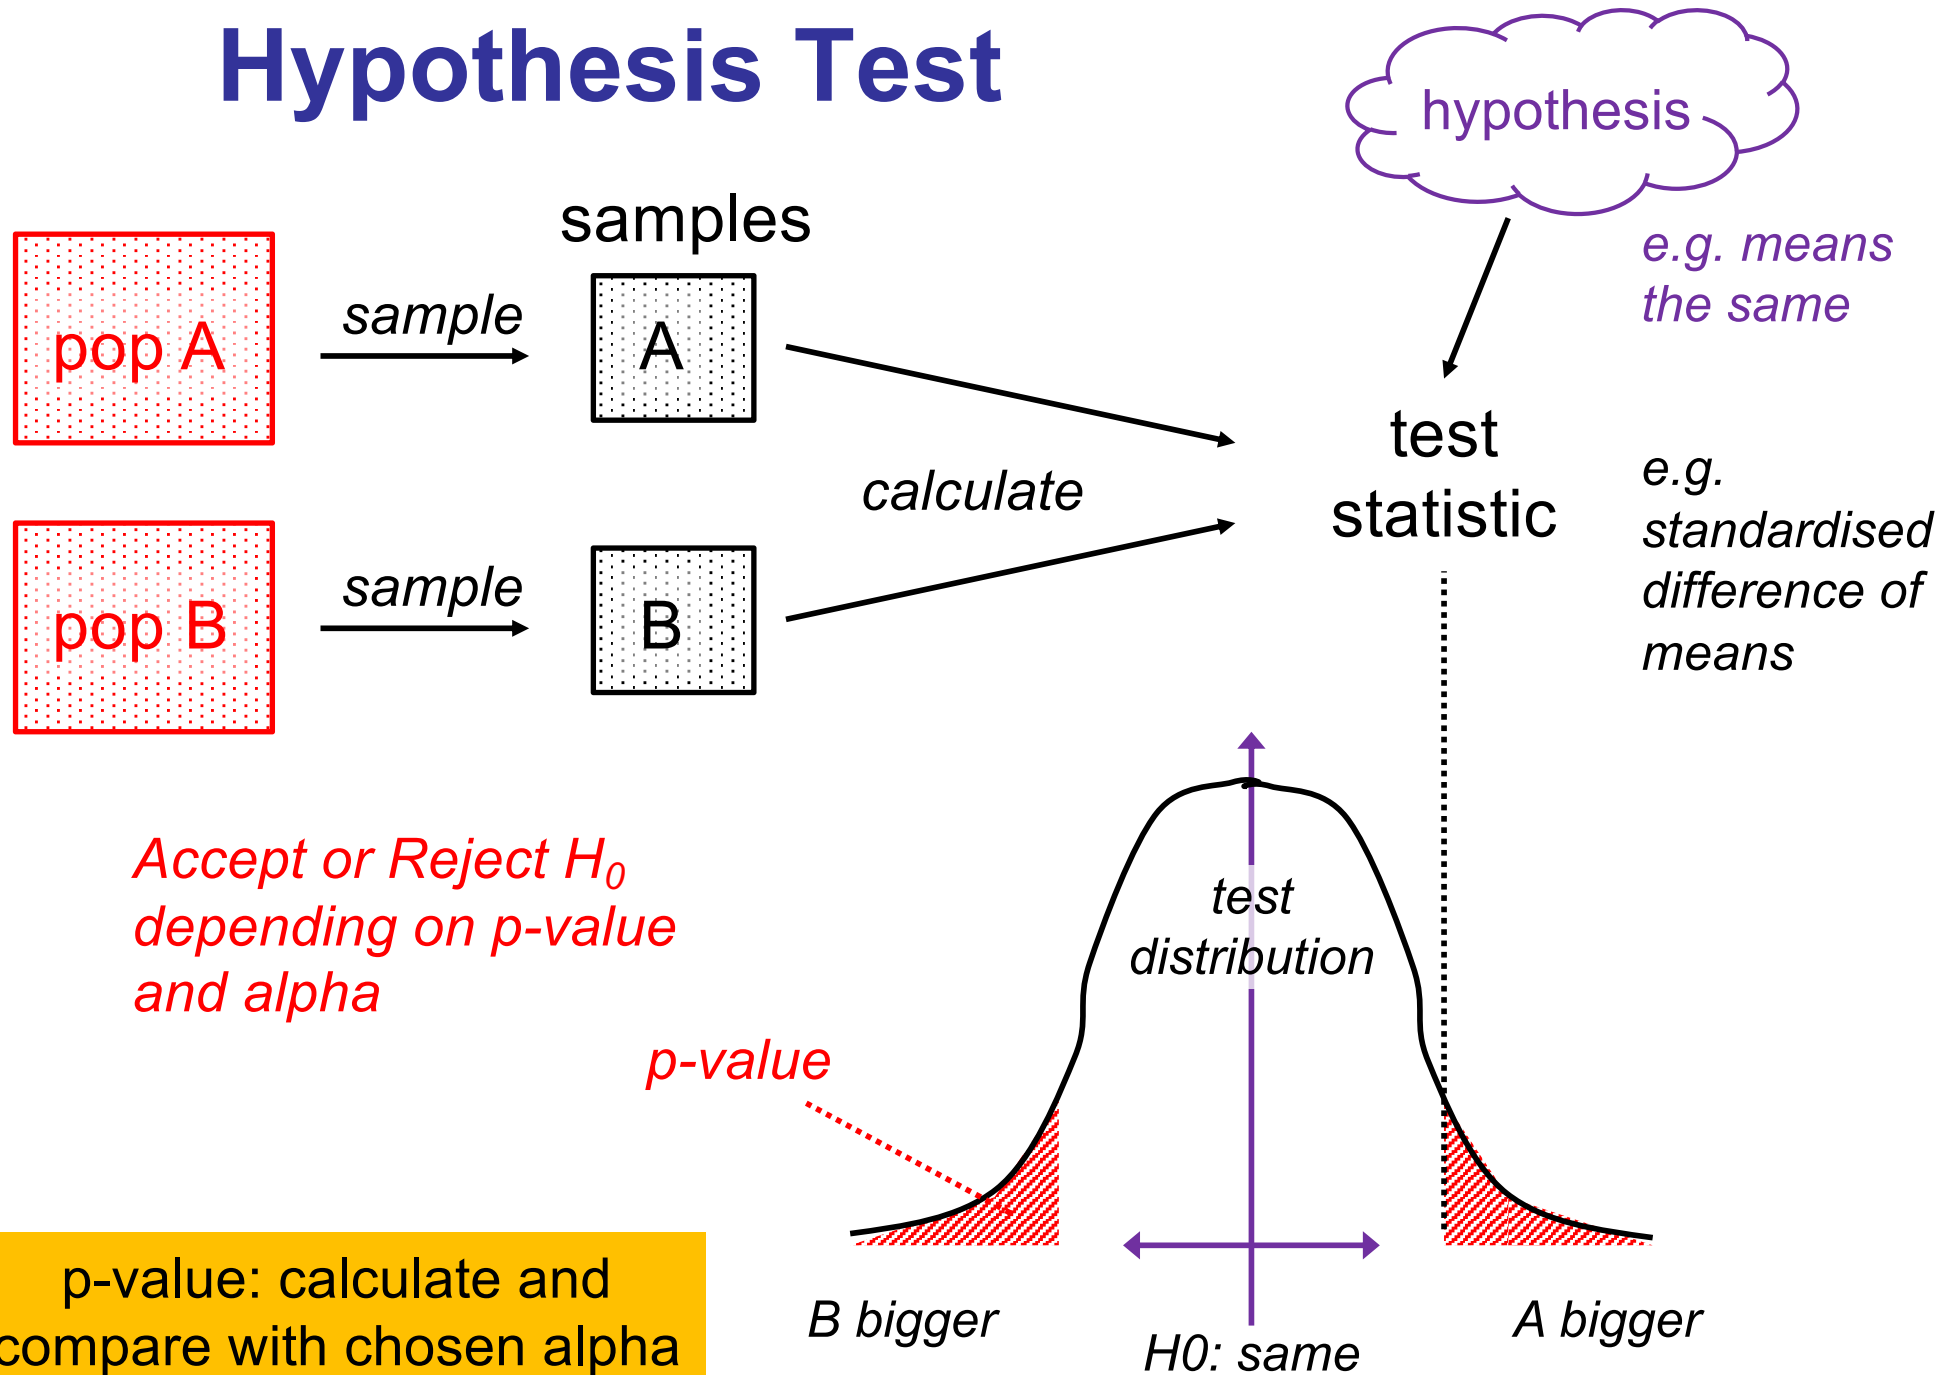 Hypothesis Test
hypothesis
e.g. means
the same
samples
pop A
sample
A
pop B
sample
B
calculate
test
statistic
e.g.
standardised
difference of
means
Accept or Reject H₀
depending on p-value
and alpha
test
distribution
p-value
p-value: calculate and
compare with chosen alpha
B bigger
H0: same
A bigger